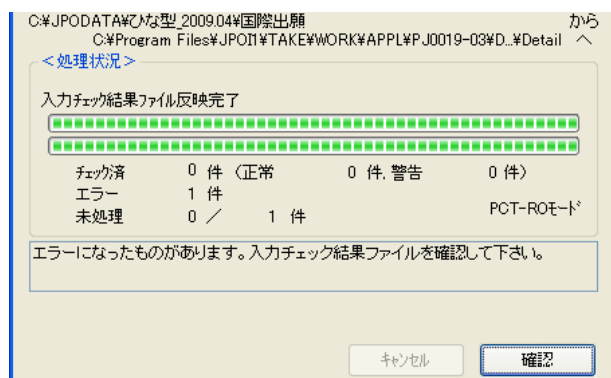 C:¥JPODATA¥ひな型_2009.04¥国際出願 から
C:¥Program Files¥JPOI1¥TAKE¥WORK¥APPL¥PJ0019-03¥D...¥Detail へ
<処理状況>
入力チェック結果ファイル反映完了
チェック済 0 件 (正常 0 件, 警告 0 件)
エラー 1 件
未処理 0 / 1 件 PCT-ROモード
エラーになったものがあります。入力チェック結果ファイルを確認して下さい。
キャンセル 確認